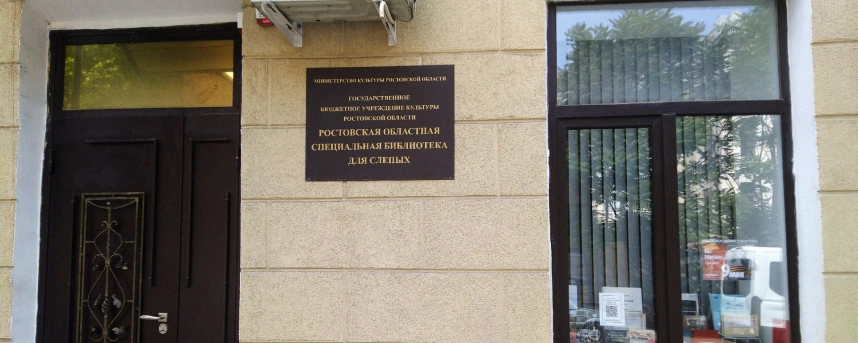 МИНИСТЕРСТВО КУЛЬТУРЫ РОСТОВСКОЙ ОБЛАСТИ
ГОСУДАРСТВЕННОЕ
БЮДЖЕТНОЕ УЧРЕЖДЕНИЕ КУЛЬТУРЫ
РОСТОВСКОЙ ОБЛАСТИ
РОСТОВСКАЯ ОБЛАСТНАЯ
СПЕЦИАЛЬНАЯ БИБЛИОТЕКА
ДЛЯ СЛЕПЫХ